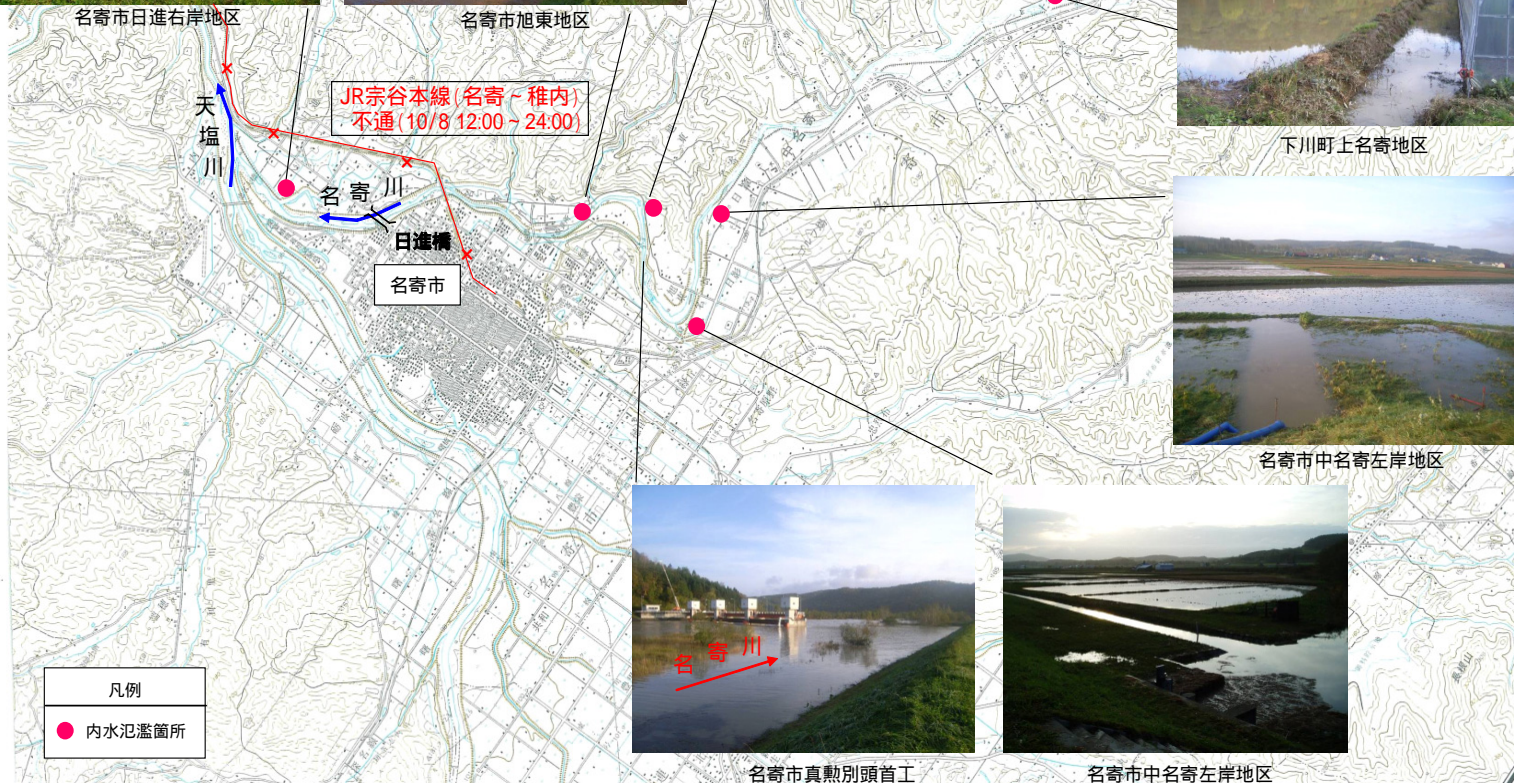 名寄市日進右岸地区
名寄市旭東地区
JR宗谷本線(名寄~稚内)
不通(10/8 12:00~24:00)
天塩川
名寄川
日進橋
名寄市
下川町上名寄地区
名寄市中名寄左岸地区
名寄川
名寄市真勲別頭首工
名寄市中名寄左岸地区
凡例
内水氾濫箇所